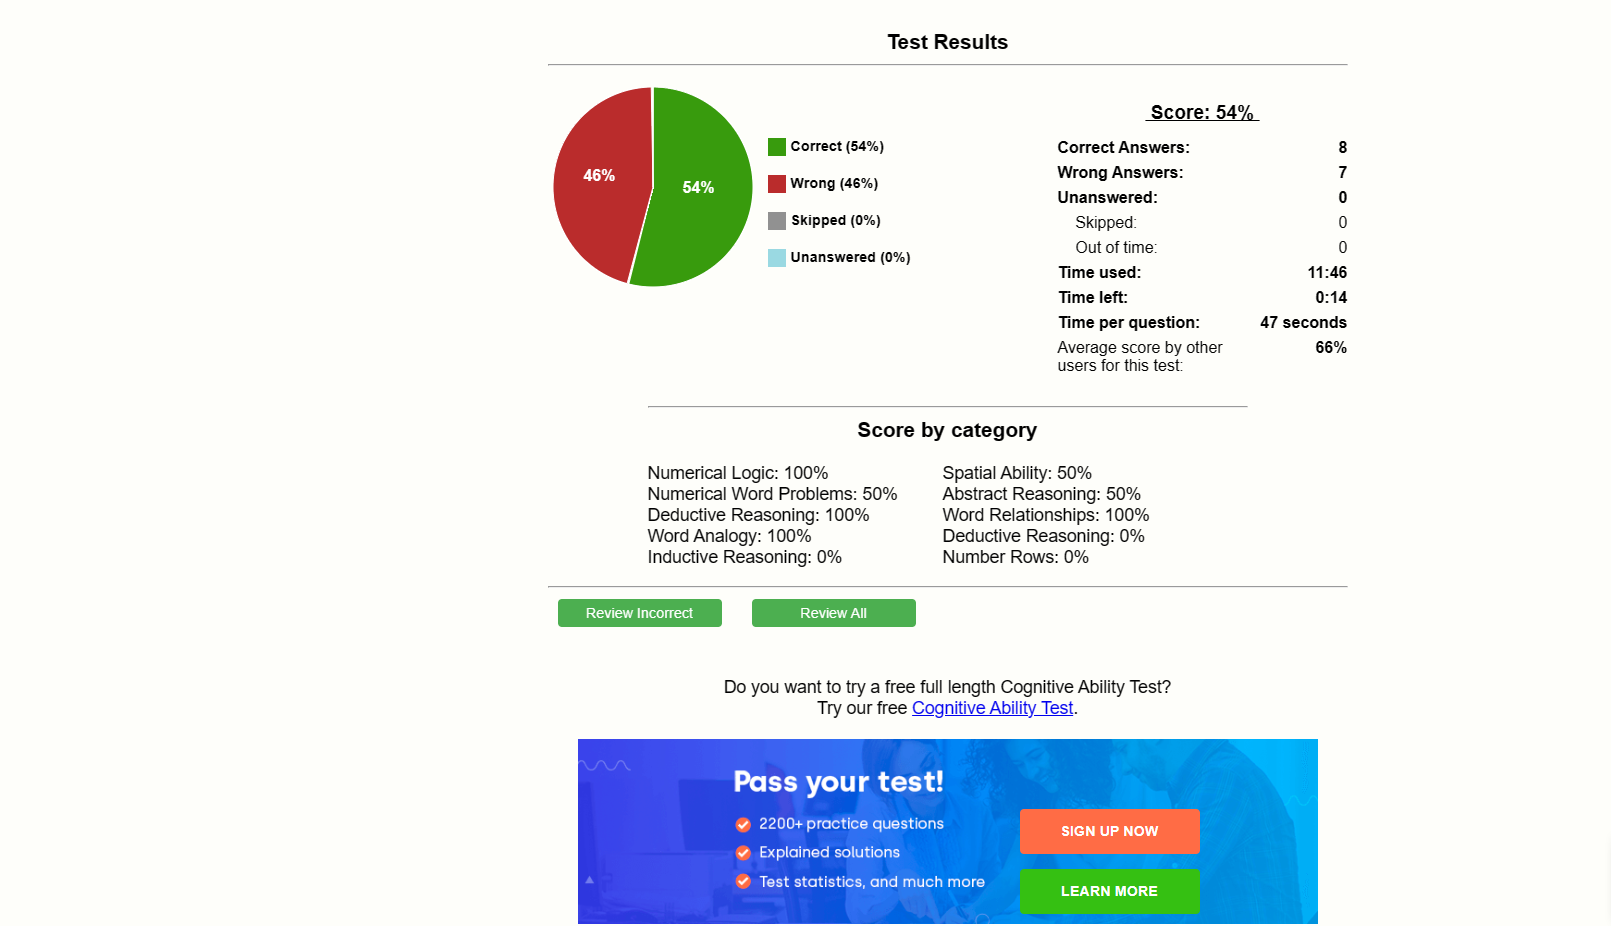 Test Results
46%
54%
Correct (54%)
Wrong (46%)
Skipped (0%)
Unanswered (0%)
Score: 54%
Correct Answers: 8
Wrong Answers: 7
Unanswered: 0
Skipped: 0
Out of time: 0
Time used: 11:46
Time left: 0:14
Time per question: 47 seconds
Average score by other 66%
users for this test:
Score by category
Numerical Logic: 100%
Numerical Word Problems: 50%
Deductive Reasoning: 100%
Word Analogy: 100%
Inductive Reasoning: 0%
Spatial Ability: 50%
Abstract Reasoning: 50%
Word Relationships: 100%
Deductive Reasoning: 0%
Number Rows: 0%
Review Incorrect
Review All
Do you want to try a free full length Cognitive Ability Test?
Try our free Cognitive Ability Test.
Pass your test!
2200+ practice questions
Explained solutions
Test statistics, and much more
SIGN UP NOW
LEARN MORE